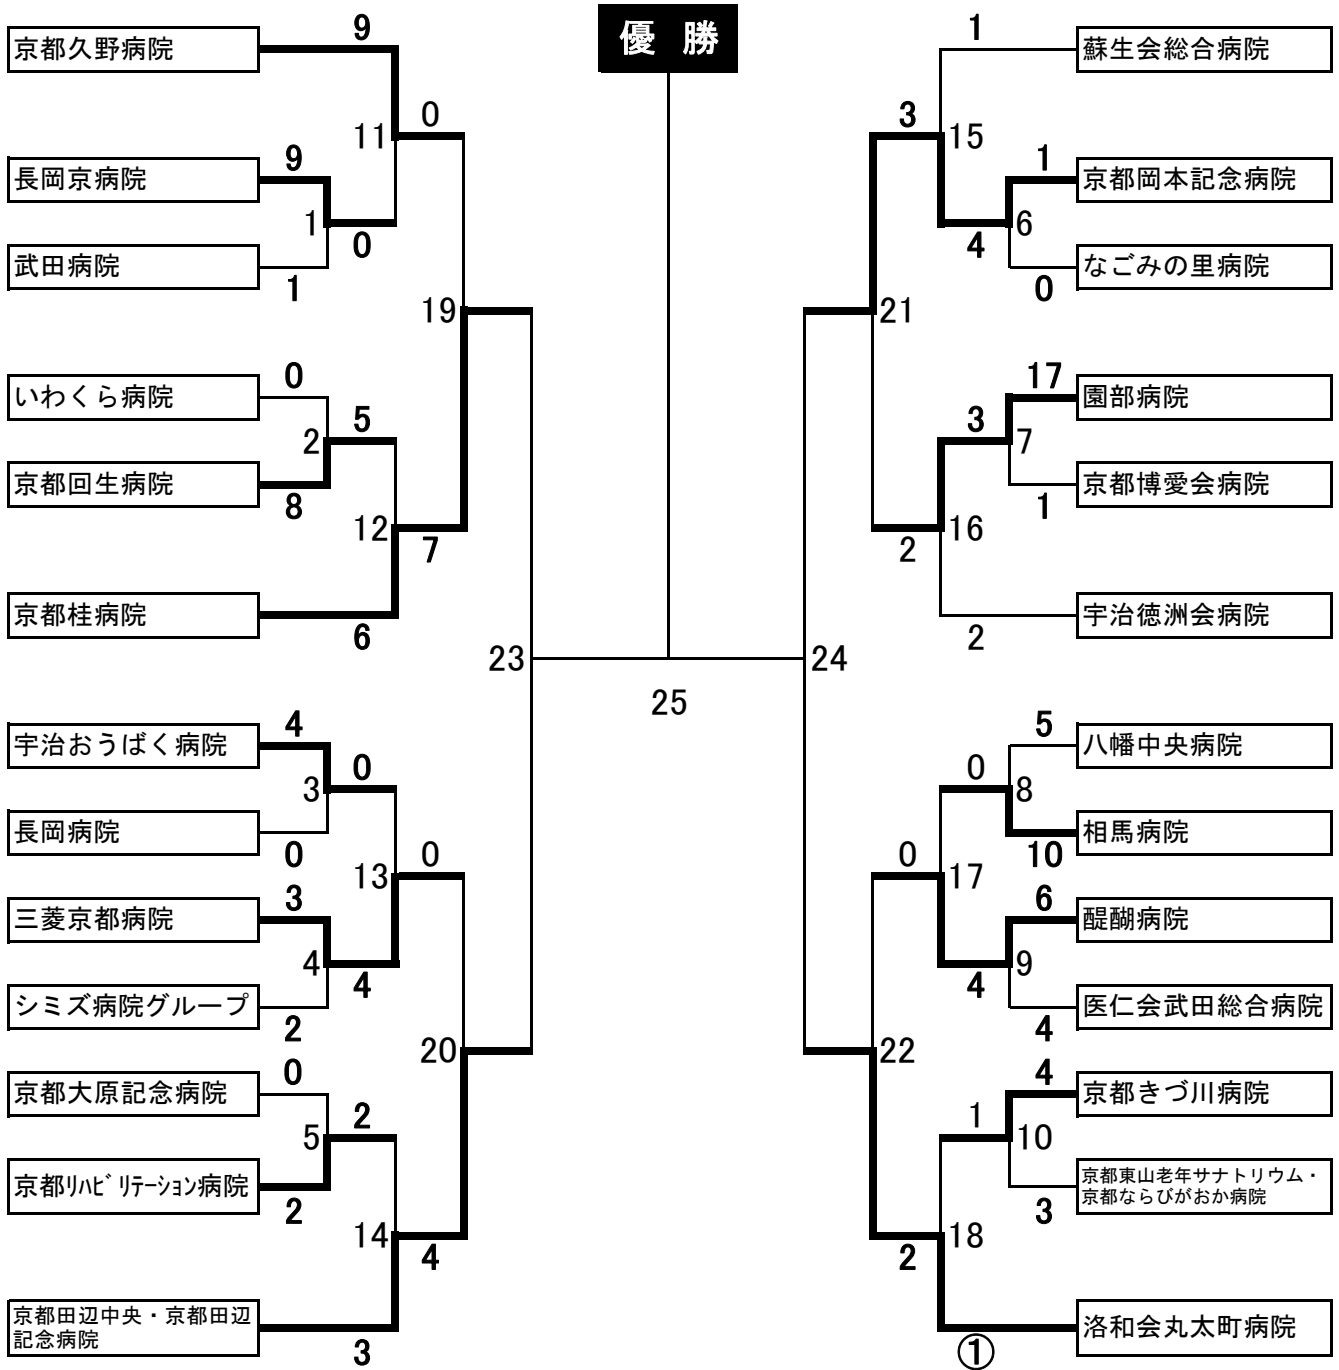 優 勝
9
京都久野病院
0
11
9
長岡京病院
1
0
武田病院
1
19
0
いわくら病院
5
2
京都回生病院
8
12
7
京都桂病院
6
23
4
宇治おうばく病院
0
3
長岡病院
0
0
13
3
三菱京都病院
4
4
シミズ病院グループ
2
20
0
京都大原記念病院
2
5
京都リハビリテーション病院
2
14
4
京都田辺中央・京都田辺
記念病院
3
25
1
蘇生会総合病院
3
15
1
京都岡本記念病院
6
4
なごみの里病院
0
21
17
園部病院
3
7
京都博愛会病院
1
16
2
宇治徳洲会病院
2
24
5
八幡中央病院
0
8
相馬病院
10
0
17
6
醍醐病院
9
4
医仁会武田総合病院
4
22
4
京都きづ川病院
1
10
京都東山老年サナトリウム・
京都ならびがおか病院
3
18
2
洛和会丸太町病院
①